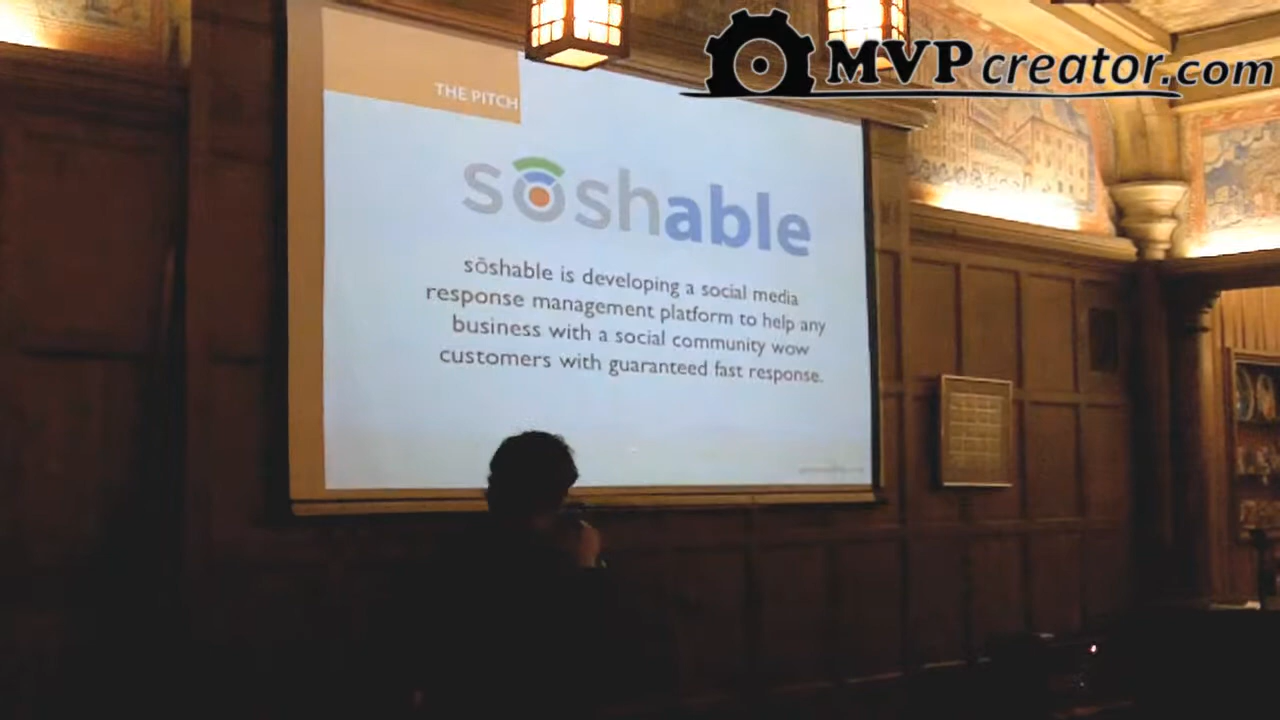 MVPcreator.com
THE PITCH
sōshable
sōshable is developing a social media
response management platform to help any
business with a social community wow
customers with guaranteed fast response.